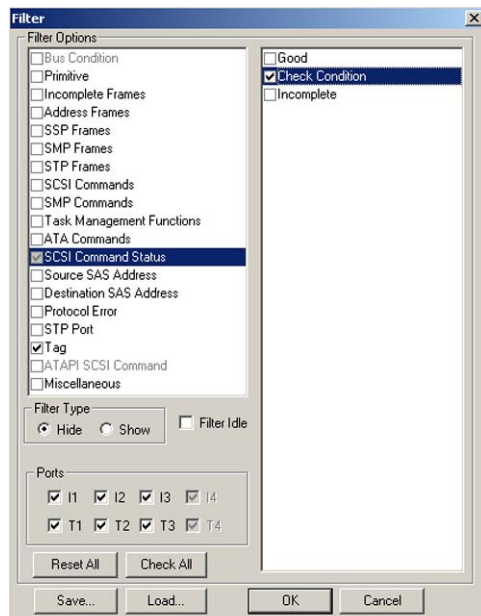 Filter
Filter Options
Bus Condition
Primitive
Incomplete Frames
Address Frames
SSP Frames
SMP Frames
STP Frames
SCSI Commands
SMP Commands
Task Management Functions
ATA Commands
SCSI Command Status
Source SAS Address
Destination SAS Address
Protocol Error
STP Port
Tag
ATAPI SCSI Command
Miscellaneous
Good
Check Condition
Incomplete
Filter Type
Hide Show
Filter Idle
Ports
I1 I2 I3 I4
T1 T2 T3 T4
Reset All Check All
Save... Load... OK Cancel